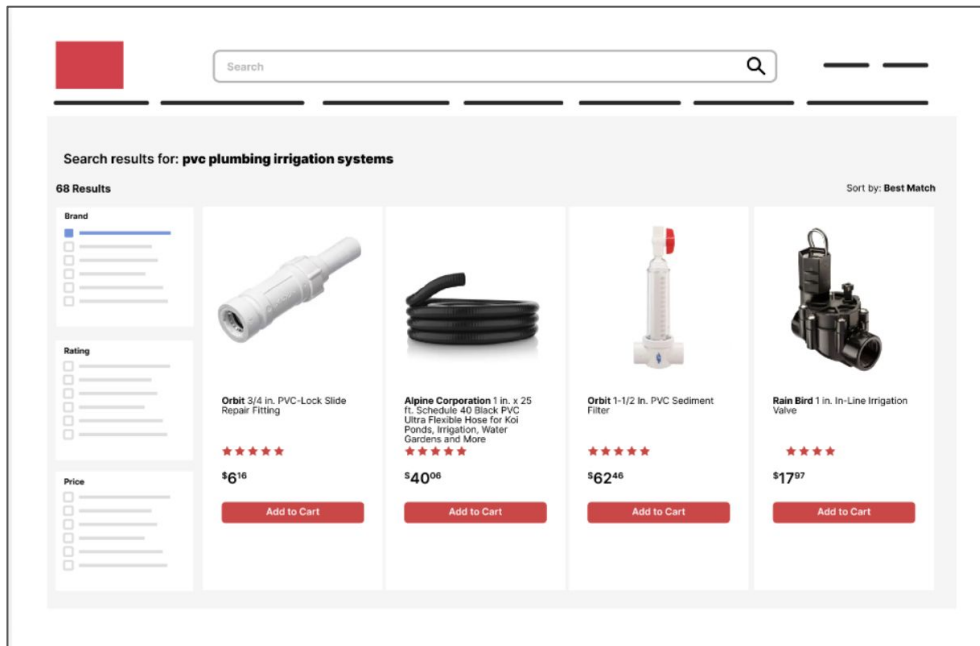 Search
Search results for: pvc plumbing irrigation systems
68 Results
Sort by: Best Match
Brand
Rating
Price
Orbit 3/4 in. PVC-Lock Slide
Repair Fitting
$616
Add to Cart
Alpine Corporation 1 in. x 25
ft. Schedule 40 Black PVC
Ultra Flexible Hose for Koi
Ponds, Irrigation, Water
Gardens and More
$4006
Add to Cart
Orbit 1-1/2 In. PVC Sediment
Filter
$6246
Add to Cart
Rain Bird 1 in. In-Line Irrigation
Valve
$1797
Add to Cart